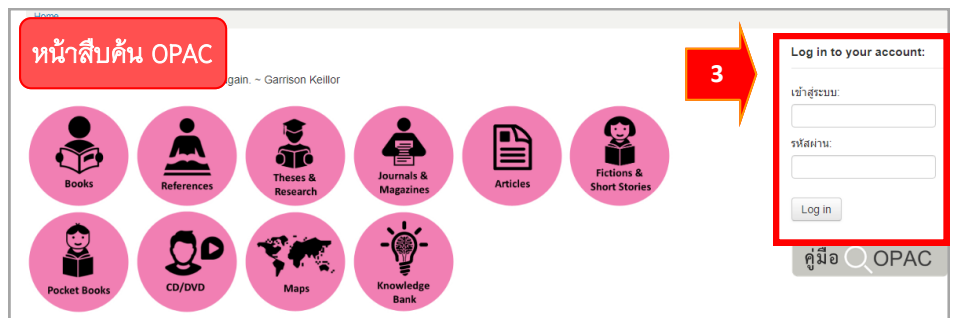 Home
หน้าสืบค้น OPAC
gain. ~ Garrison Keillor
3
Log in to your account:
เข้าสู่ระบบ:
รหัสผ่าน:
Log in
คู่มือ OPAC
Books
References
Theses &
Research
Journals &
Magazines
Articles
Fictions &
Short Stories
Pocket Books
CD/DVD
Maps
Knowledge
Bank